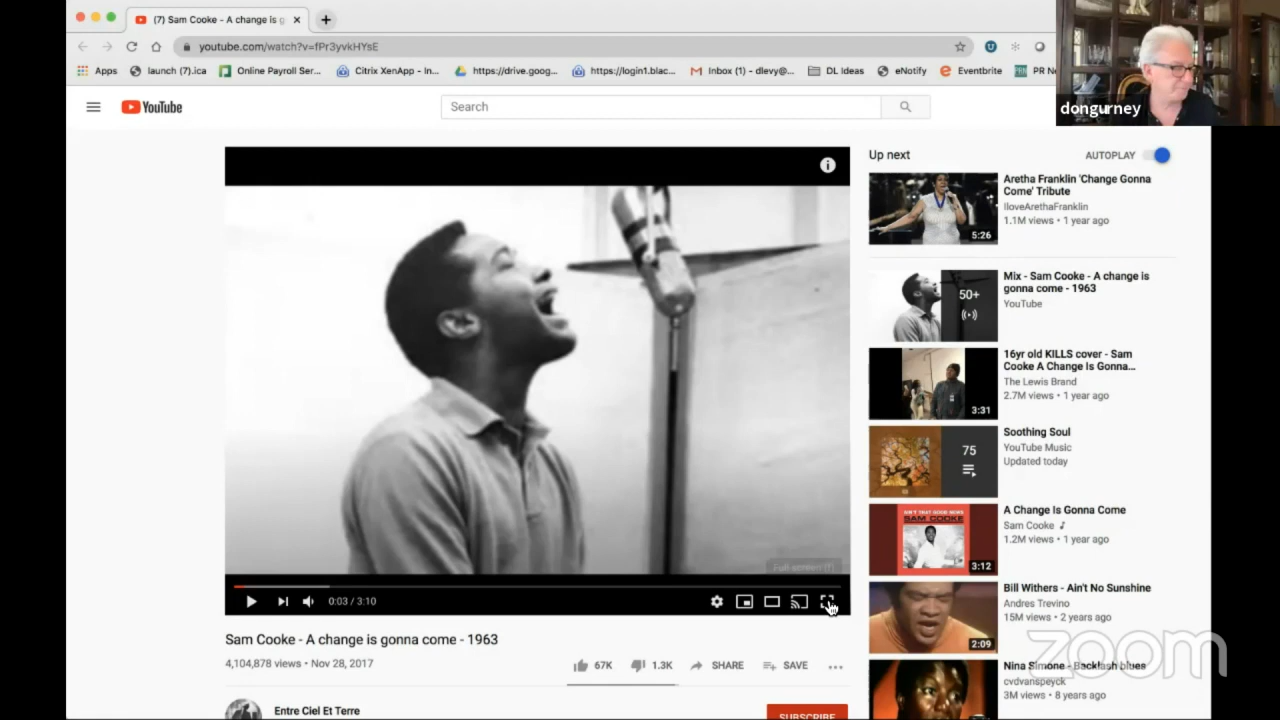 (7) Sam Cooke - A change is g
youtube.com/watch?v=fPr3yvkHYsE
Apps
launch (7).ica
Online Payroll Ser...
Citrix XenApp - In...
https://drive.goog...
https://login1.blac...
Inbox (1) - dlevy@...
DL Ideas
eNotify
Eventbrite
PR Ne
dongurney
YouTube
Search
Full screen (f)
0:03 / 3:10
Sam Cooke - A change is gonna come - 1963
4,104,878 views • Nov 28, 2017
67K
1.3K
SHARE
SAVE
Entre Ciel Et Terre
SUBSCRIBE
Up next
AUTOPLAY
5:26
Aretha Franklin 'Change Gonna
Come' Tribute
IloveArethaFranklin
1.1M views • 1 year ago
50+
Mix - Sam Cooke - A change is
gonna come - 1963
YouTube
3:31
16yr old KILLS cover - Sam
Cooke A Change Is Gonna...
The Lewis Brand
2.7M views • 1 year ago
75
Soothing Soul
YouTube Music
Updated today
AIN'T THAT GOOD NEWS
SAM COOKE
3:12
A Change Is Gonna Come
Sam Cooke
1.2M views • 1 year ago
2:09
Bill Withers - Ain't No Sunshine
Andres Trevino
15M views • 2 years ago
Nina Simone - Backlash blues
cvdvanspeyck
3M views • 8 years ago
zoom